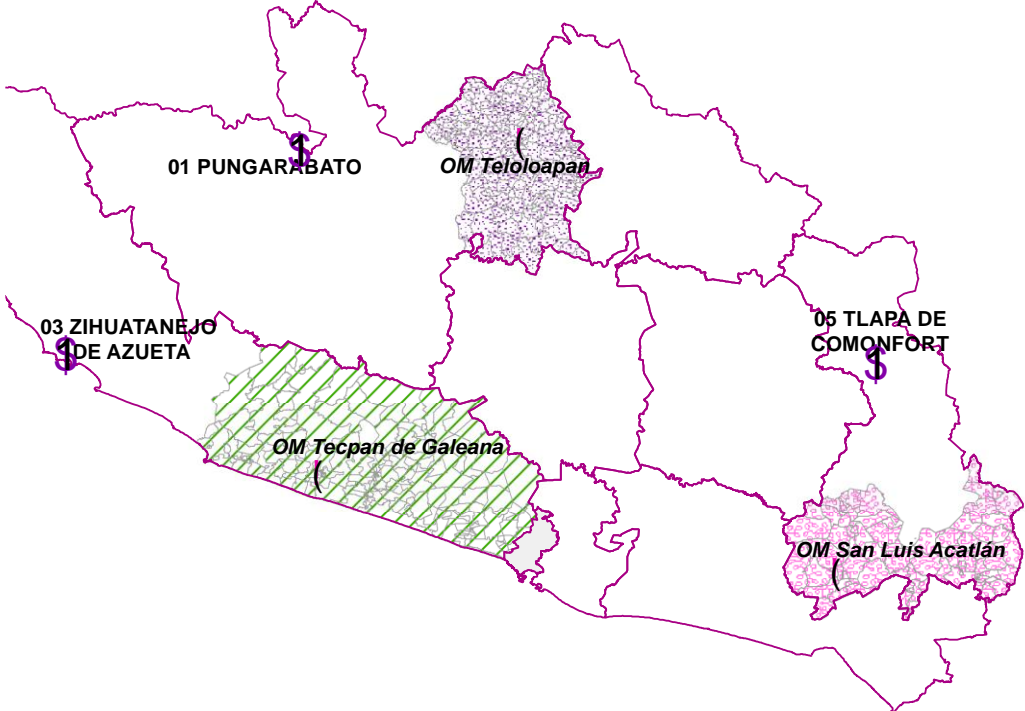 OM Teloloapan
01 PUNGARABATO
03 ZIHUATANEJO
DE AZUETA
05 TLAPA DE
COMONFORT
OM Tecpan de Galeana
OM San Luis Acatlán